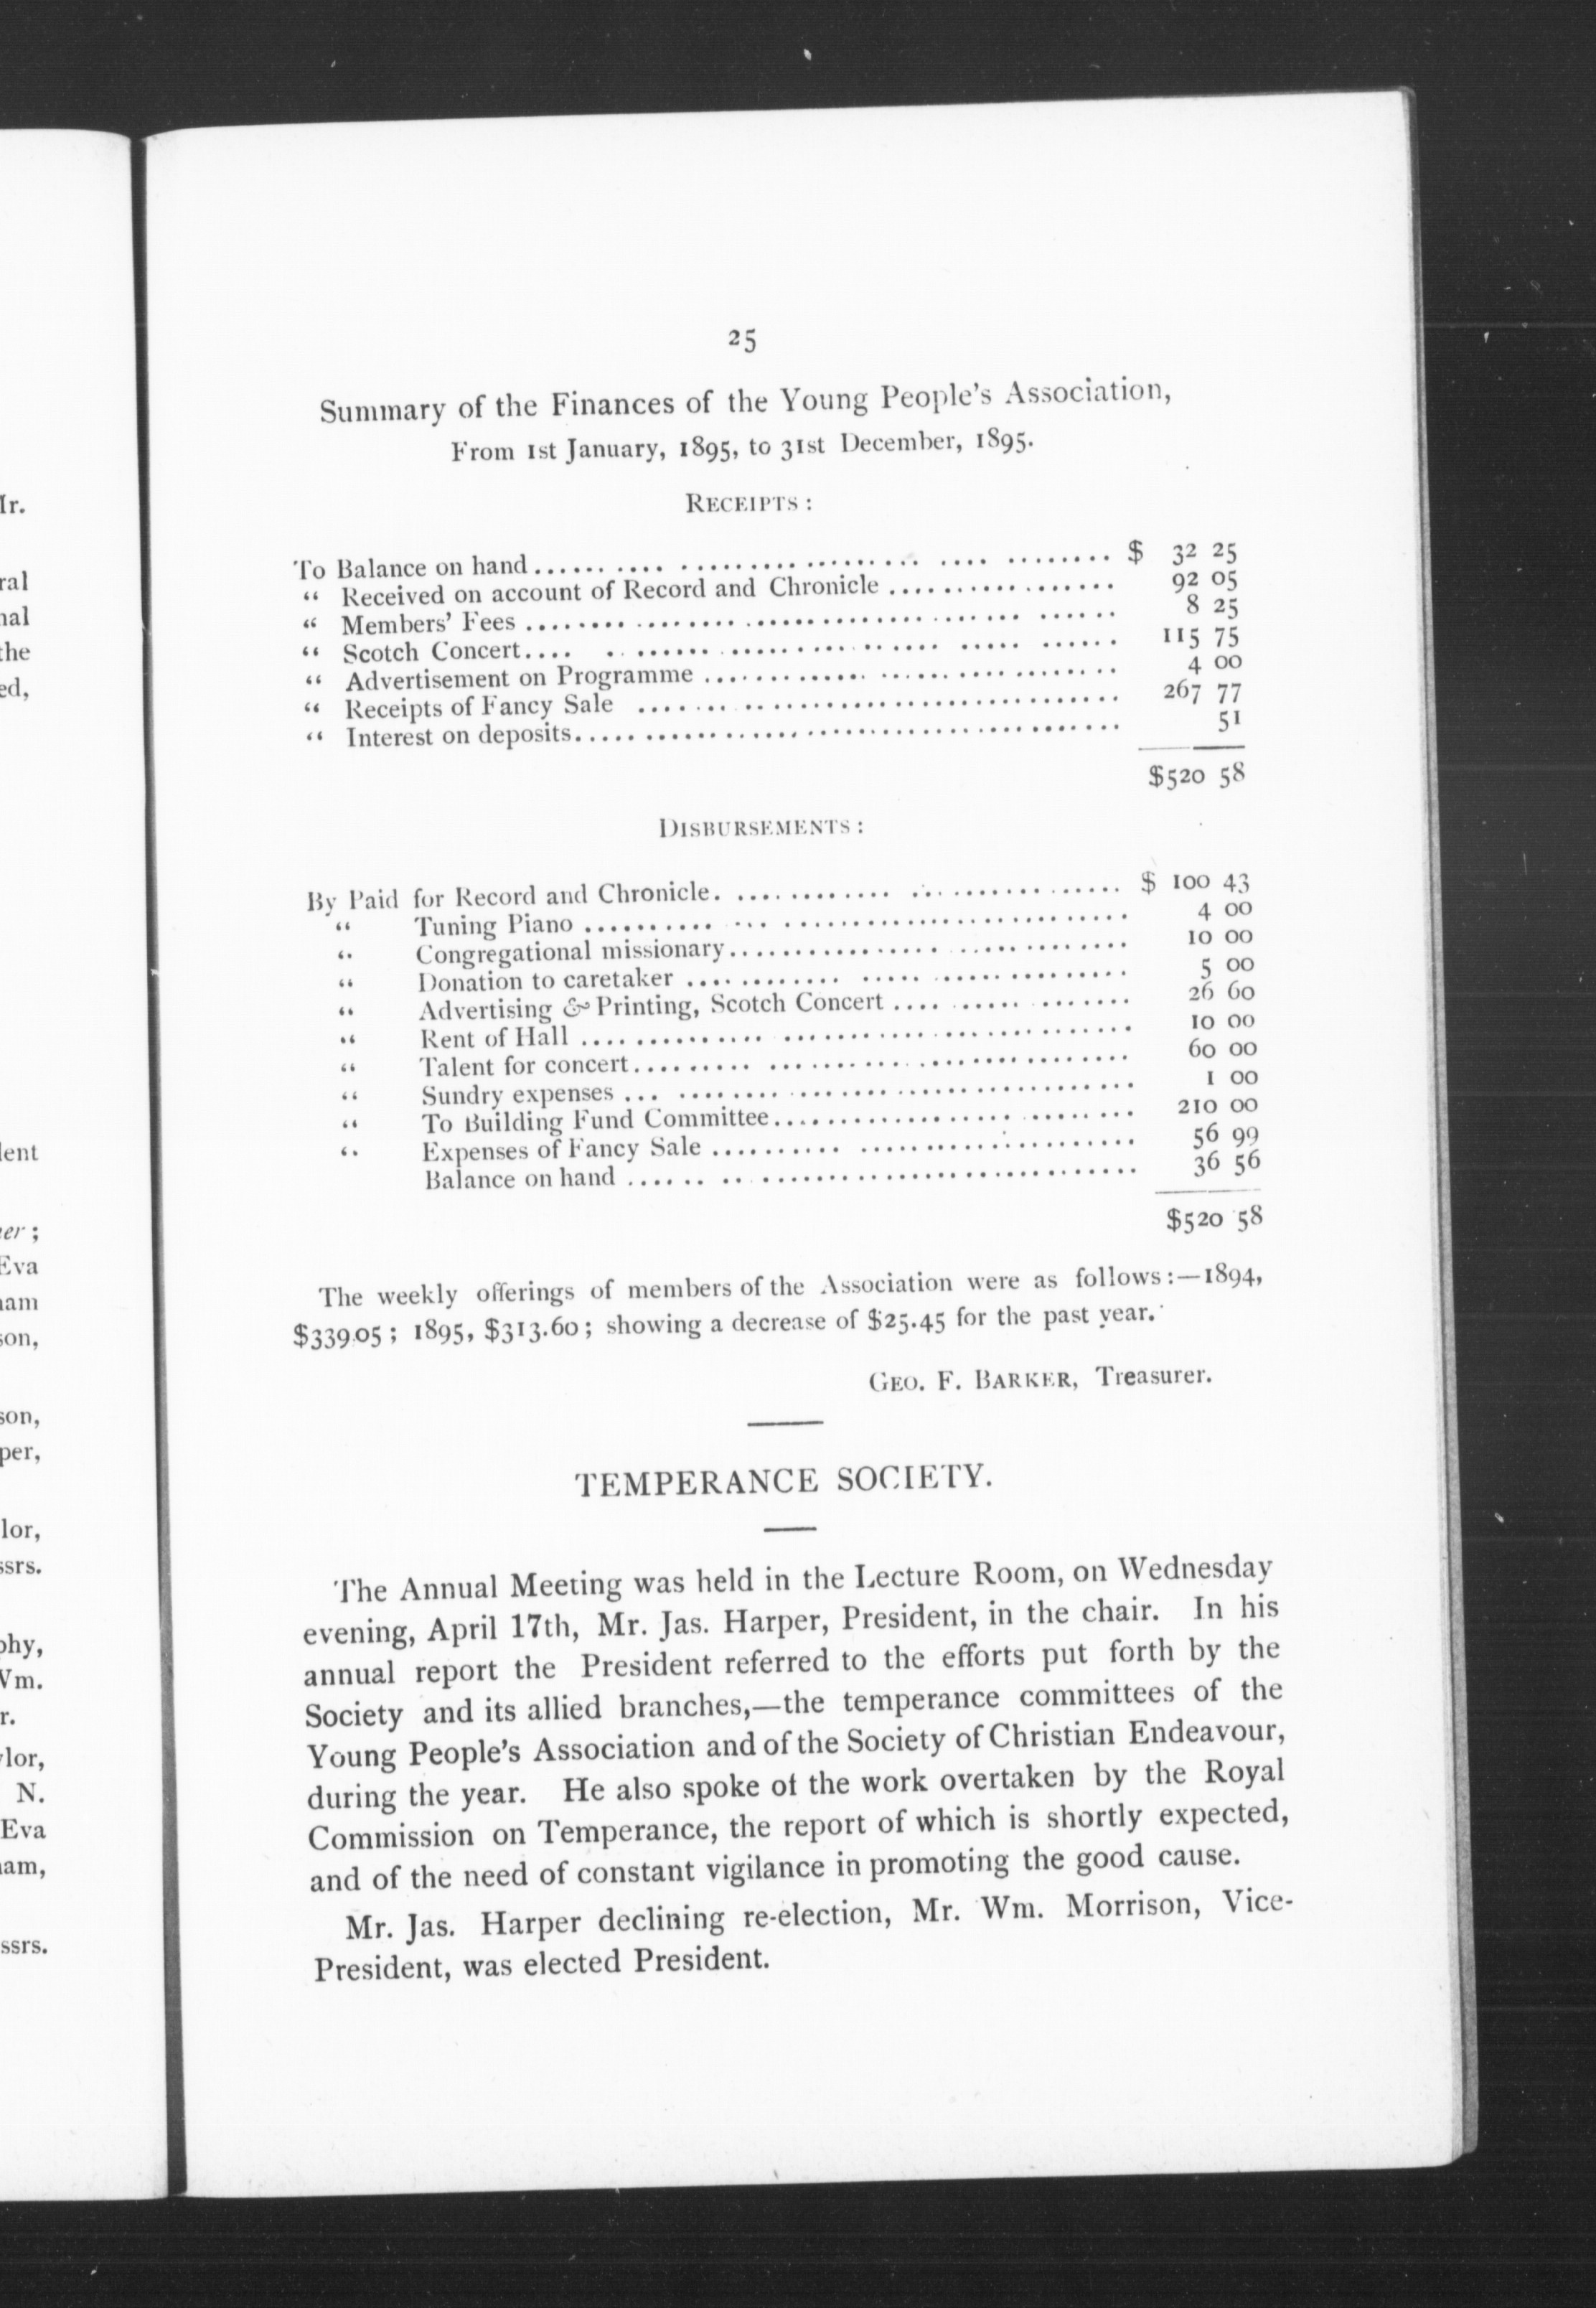 25
Summary of the Finances of the Young People's Association,
From 1st January, 1895, to 31st December, 1895.
RECEIPTS :
To Balance on hand.................................................... $ 32 25
“ Received on account of Record and Chronicle .................. 92 05
“ Members' Fees .................................................... 8 25
“ Scotch Concert.................................................... 115 75
“ Advertisement on Programme .................................... 4 00
“ Receipts of Fancy Sale ............................................ 267 77
“ Interest on deposits................................................ 51
$520 58
DISBURSEMENTS :
By Paid for Record and Chronicle.................................... $ 100 43
“ Tuning Piano .................................................... 4 00
“ Congregational missionary........................................ 10 00
“ Donation to caretaker ............................................ 5 00
“ Advertising & Printing, Scotch Concert ........................ 26 60
“ Rent of Hall .................................................... 10 00
“ Talent for concert................................................ 60 00
“ Sundry expenses ................................................ 1 00
“ To Building Fund Committee.................................... 210 00
“ Expenses of Fancy Sale ........................................ 56 99
Balance on hand .................................................... 36 56
$520 58
The weekly offerings of members of the Association were as follows :—1894,
$339.05 ; 1895, $313.60 ; showing a decrease of $25.45 for the past year.
GEO. F. BARKER, Treasurer.
TEMPERANCE SOCIETY.
The Annual Meeting was held in the Lecture Room, on Wednesday
evening, April 17th, Mr. Jas. Harper, President, in the chair. In his
annual report the President referred to the efforts put forth by the
Society and its allied branches,—the temperance committees of the
Young People's Association and of the Society of Christian Endeavour,
during the year. He also spoke of the work overtaken by the Royal
Commission on Temperance, the report of which is shortly expected,
and of the need of constant vigilance in promoting the good cause.
Mr. Jas. Harper declining re-election, Mr. Wm. Morrison, Vice-
President, was elected President.